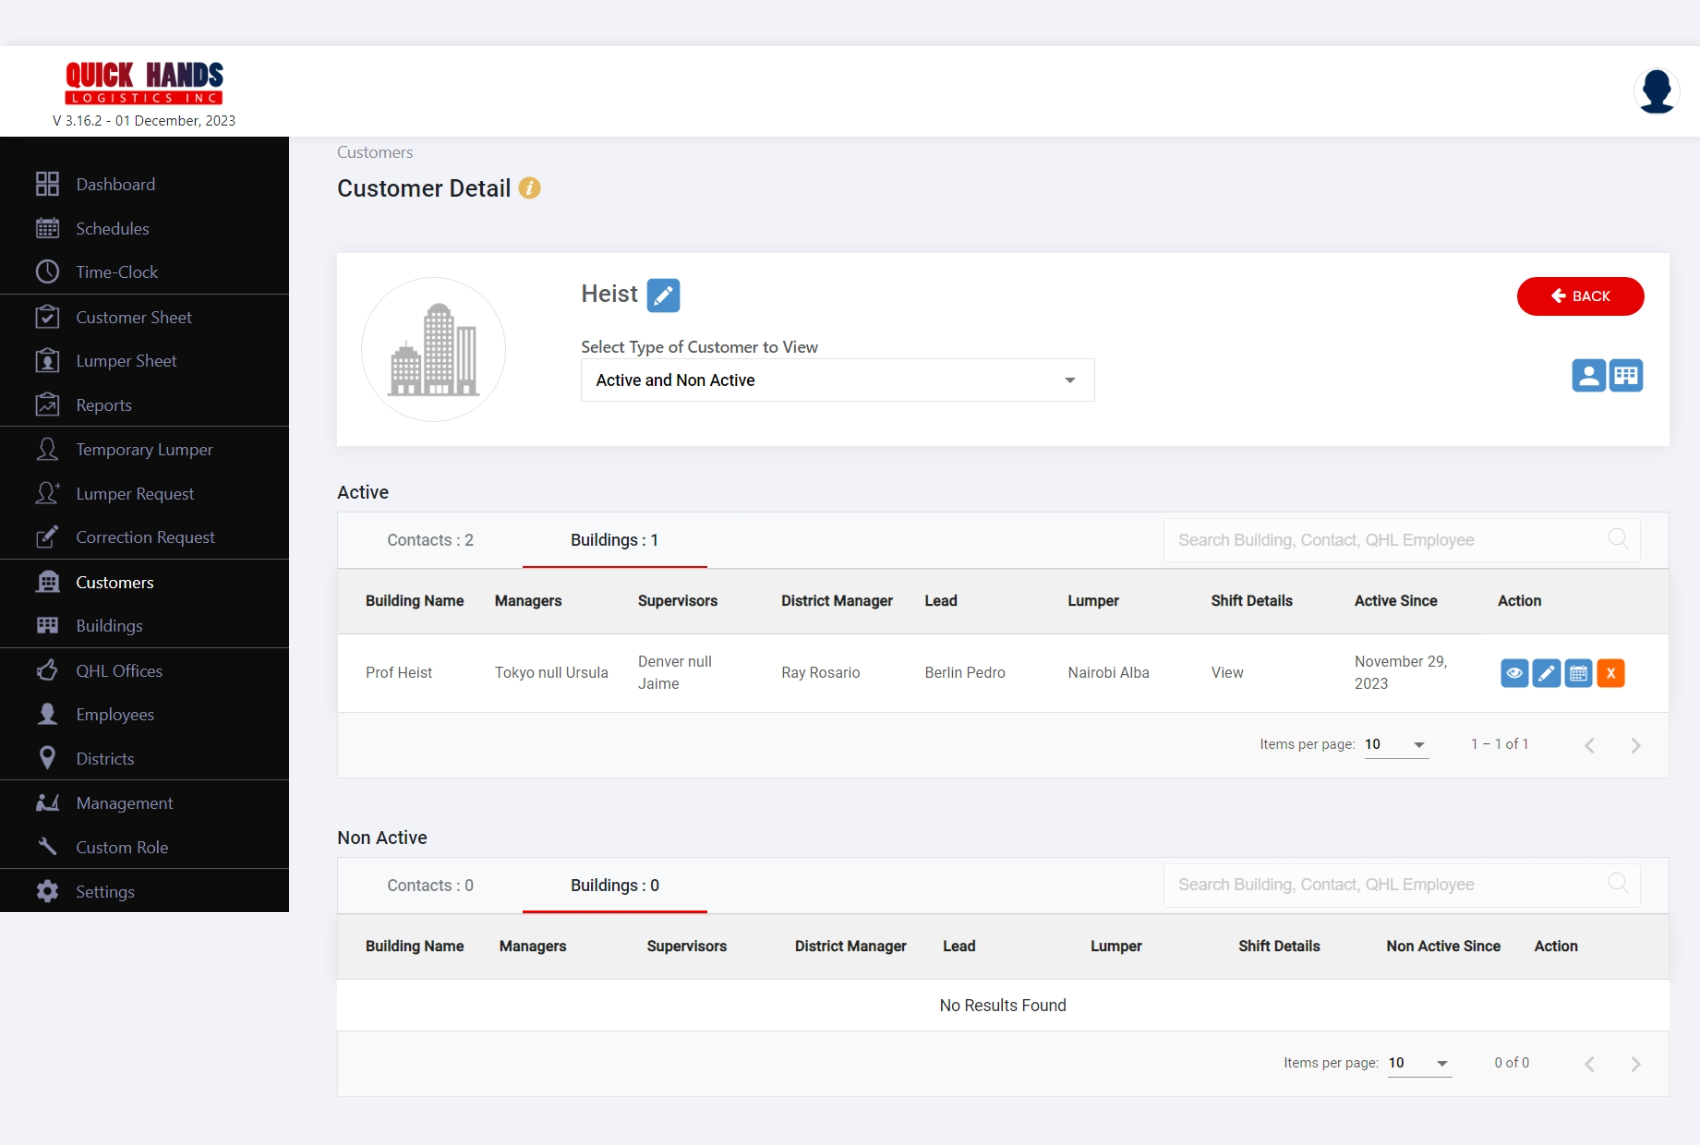 QUICK HANDS
LOGISTICS INC
V 3.16.2 - 01 December, 2023
Dashboard
Schedules
Time-Clock
Customer Sheet
Lumper Sheet
Reports
Temporary Lumper
Lumper Request
Correction Request
Customers
Buildings
QHL Offices
Employees
Districts
Management
Custom Role
Settings
Customers
Customer Detail i
Heist
BACK
Select Type of Customer to View
Active and Non Active
Active
Contacts : 2 Buildings : 1 Search Building, Contact, QHL Employee
Building Name Managers Supervisors District Manager Lead Lumper Shift Details Active Since Action
Prof Heist Tokyo null Ursula Denver null Jaime Ray Rosario Berlin Pedro Nairobi Alba View November 29, 2023 X
Items per page: 10 1 – 1 of 1
Non Active
Contacts : 0 Buildings : 0 Search Building, Contact, QHL Employee
Building Name Managers Supervisors District Manager Lead Lumper Shift Details Non Active Since Action
No Results Found
Items per page: 10 0 of 0